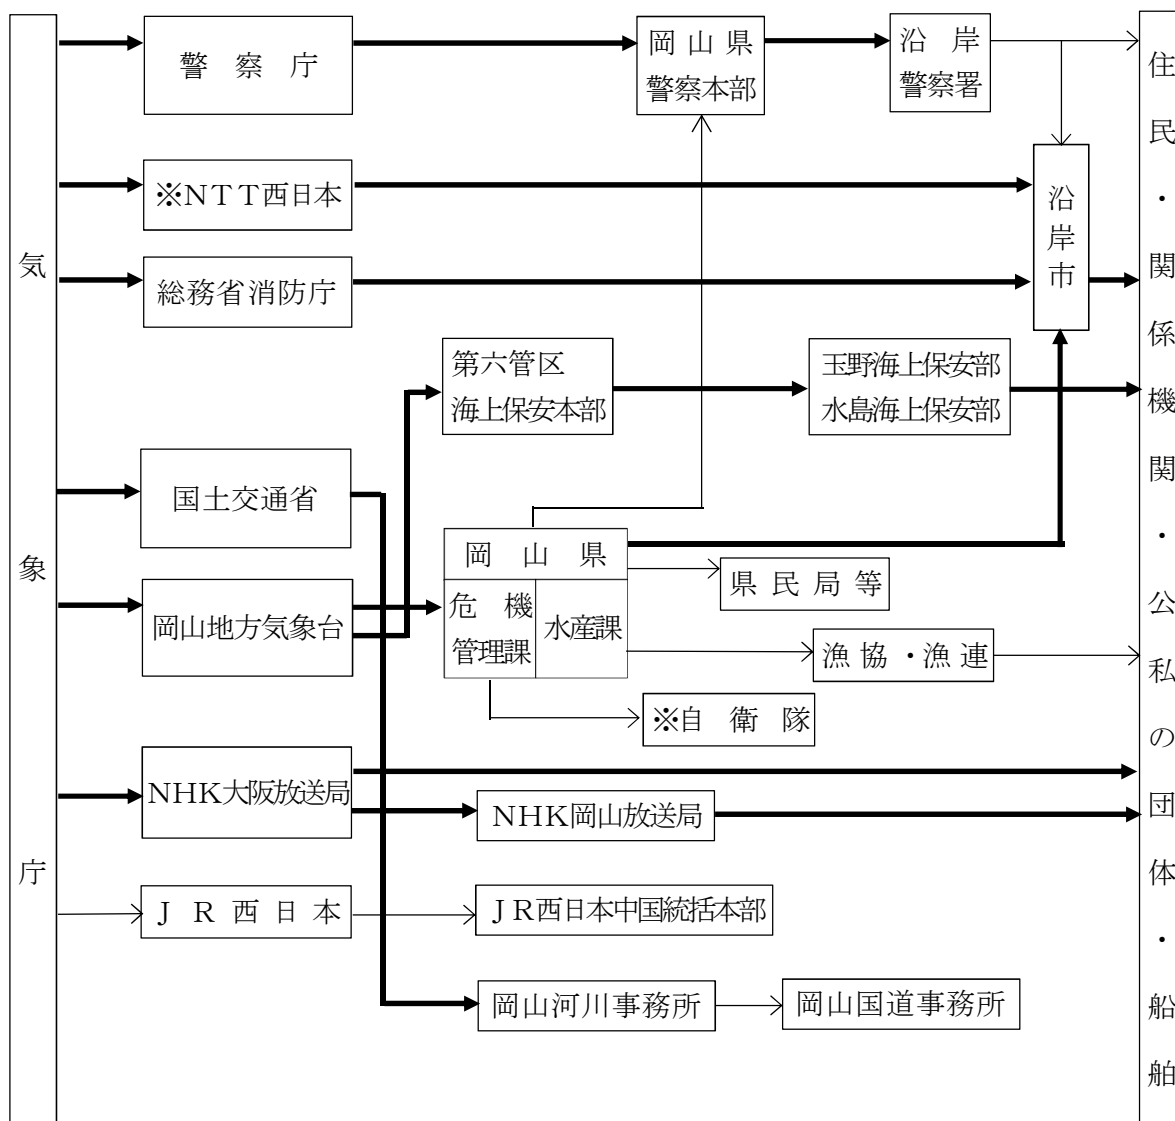 気象庁
警察庁
岡山県
警察本部
沿岸
警察署
※NTT西日本
沿岸市
総務省消防庁
第六管区
海上保安本部
玉野海上保安部
水島海上保安部
国土交通省
岡山県
危機
管理課
水産課
県民局等
岡山地方気象台
漁協・漁連
※自衛隊
NHK大阪放送局
NHK岡山放送局
JR西日本
JR西日本中国統括本部
岡山河川事務所
岡山国道事務所
住民・関係機関・公私の団体・船舶